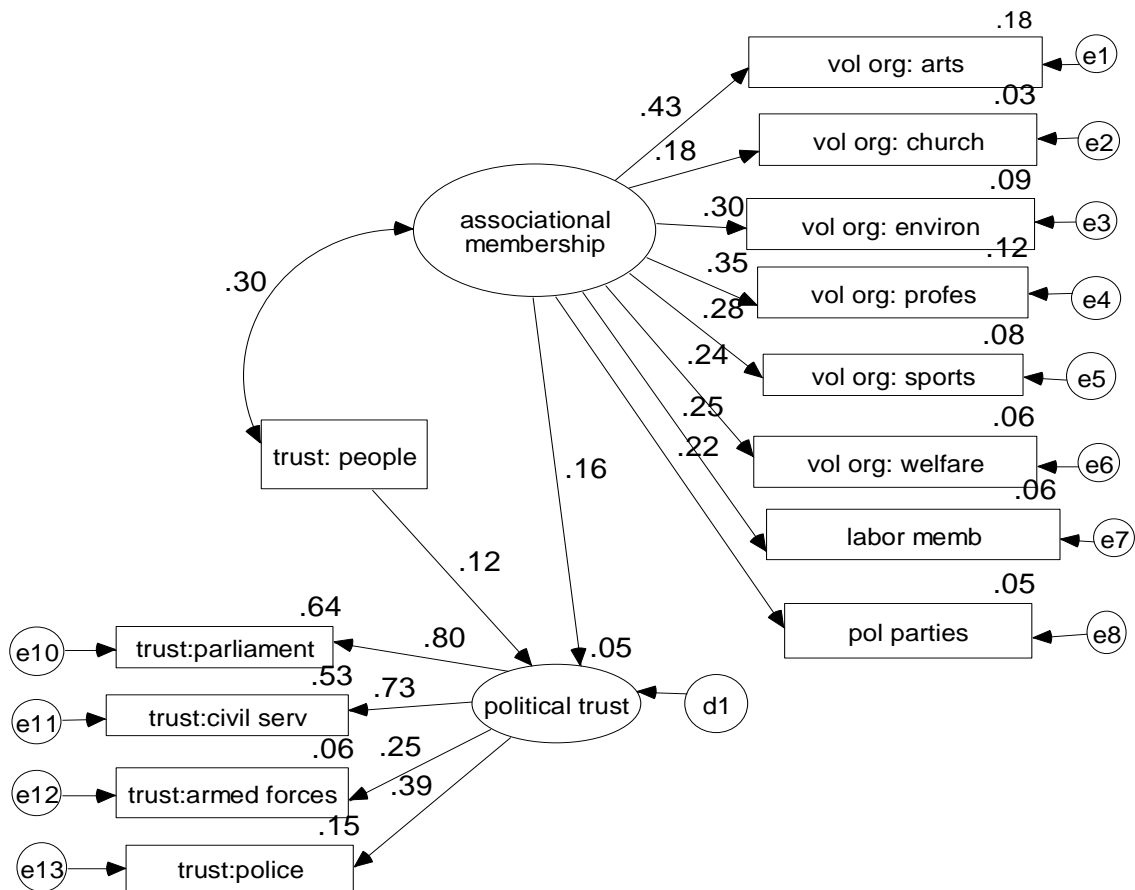 .18
vol org: arts
e1
.43
.03
vol org: church
e2
.18
.09
associational
membership
.30
vol org: environ
e3
.12
.35
vol org: profes
e4
.30
.28
.08
.24
vol org: sports
e5
.25
.06
trust: people
.22
vol org: welfare
e6
.16
.06
labor memb
e7
.12
.05
.64
pol parties
e8
e10
trust:parliament
.80
.05
.53
.73
political trust
d1
e11
trust:civil serv
.06
.25
e12
trust:armed forces
.39
.15
e13
trust:police